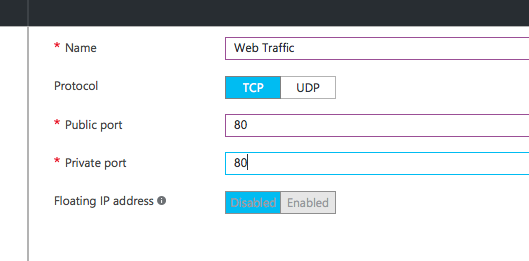 * Name Web Traffic
Protocol TCP UDP
* Public port 80
* Private port 80
Floating IP address Disabled Enabled